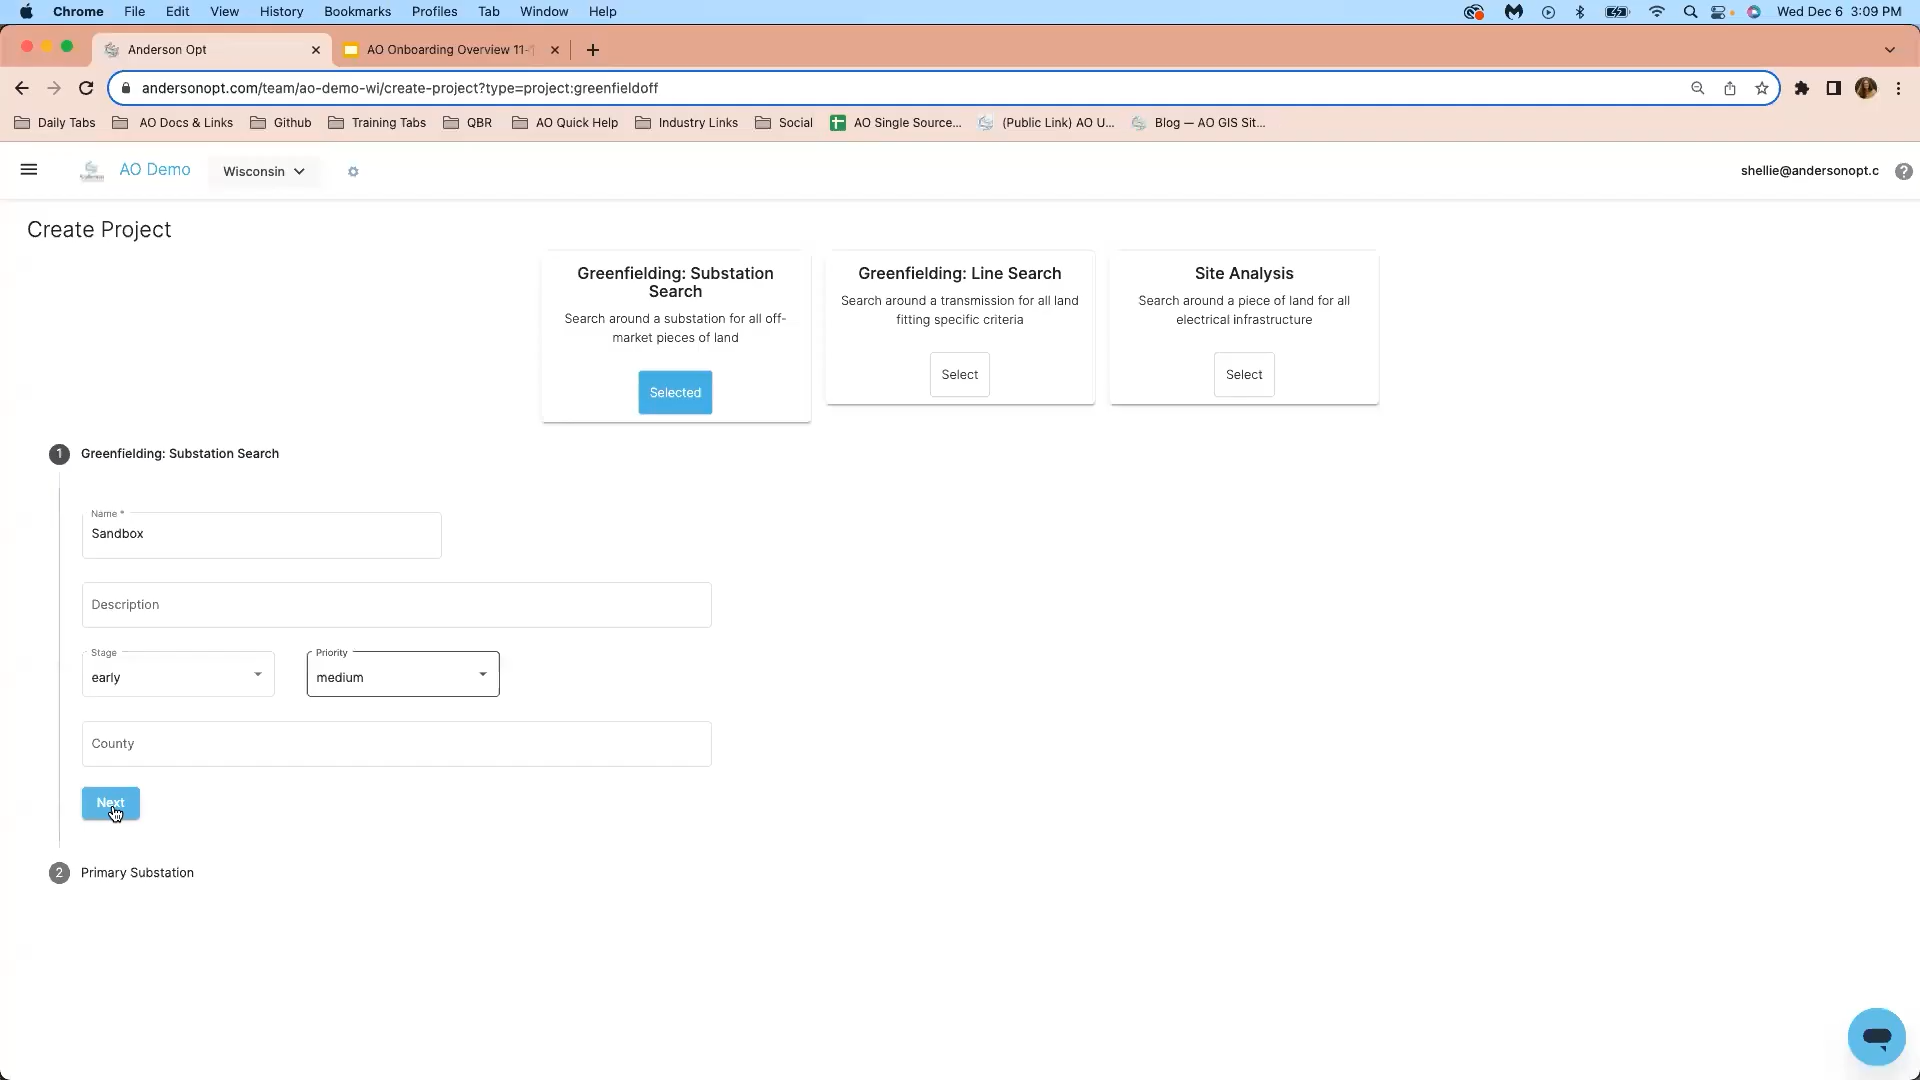 Chrome File Edit View History Bookmarks Profiles Tab Window Help Wed Dec 6 3:09 PM
Anderson Opt AO Onboarding Overview 11-
andersonopt.com/team/ao-demo-wi/create-project?type=project:greenfieldoff
Daily Tabs AO Docs & Links Github Training Tabs QBR AO Quick Help Industry Links Social AO Single Source... (Public Link) AO U... Blog — AO GIS Sit...
AO Demo Wisconsin shellie@andersonopt.c ?
Create Project
Greenfielding: Substation
Search
Search around a substation for all off-
market pieces of land
Selected
Greenfielding: Line Search
Search around a transmission for all land
fitting specific criteria
Select
Site Analysis
Search around a piece of land for all
electrical infrastructure
Select
1 Greenfielding: Substation Search
Name *
Sandbox
Description
Stage
early
Priority
medium
County
Next
2 Primary Substation